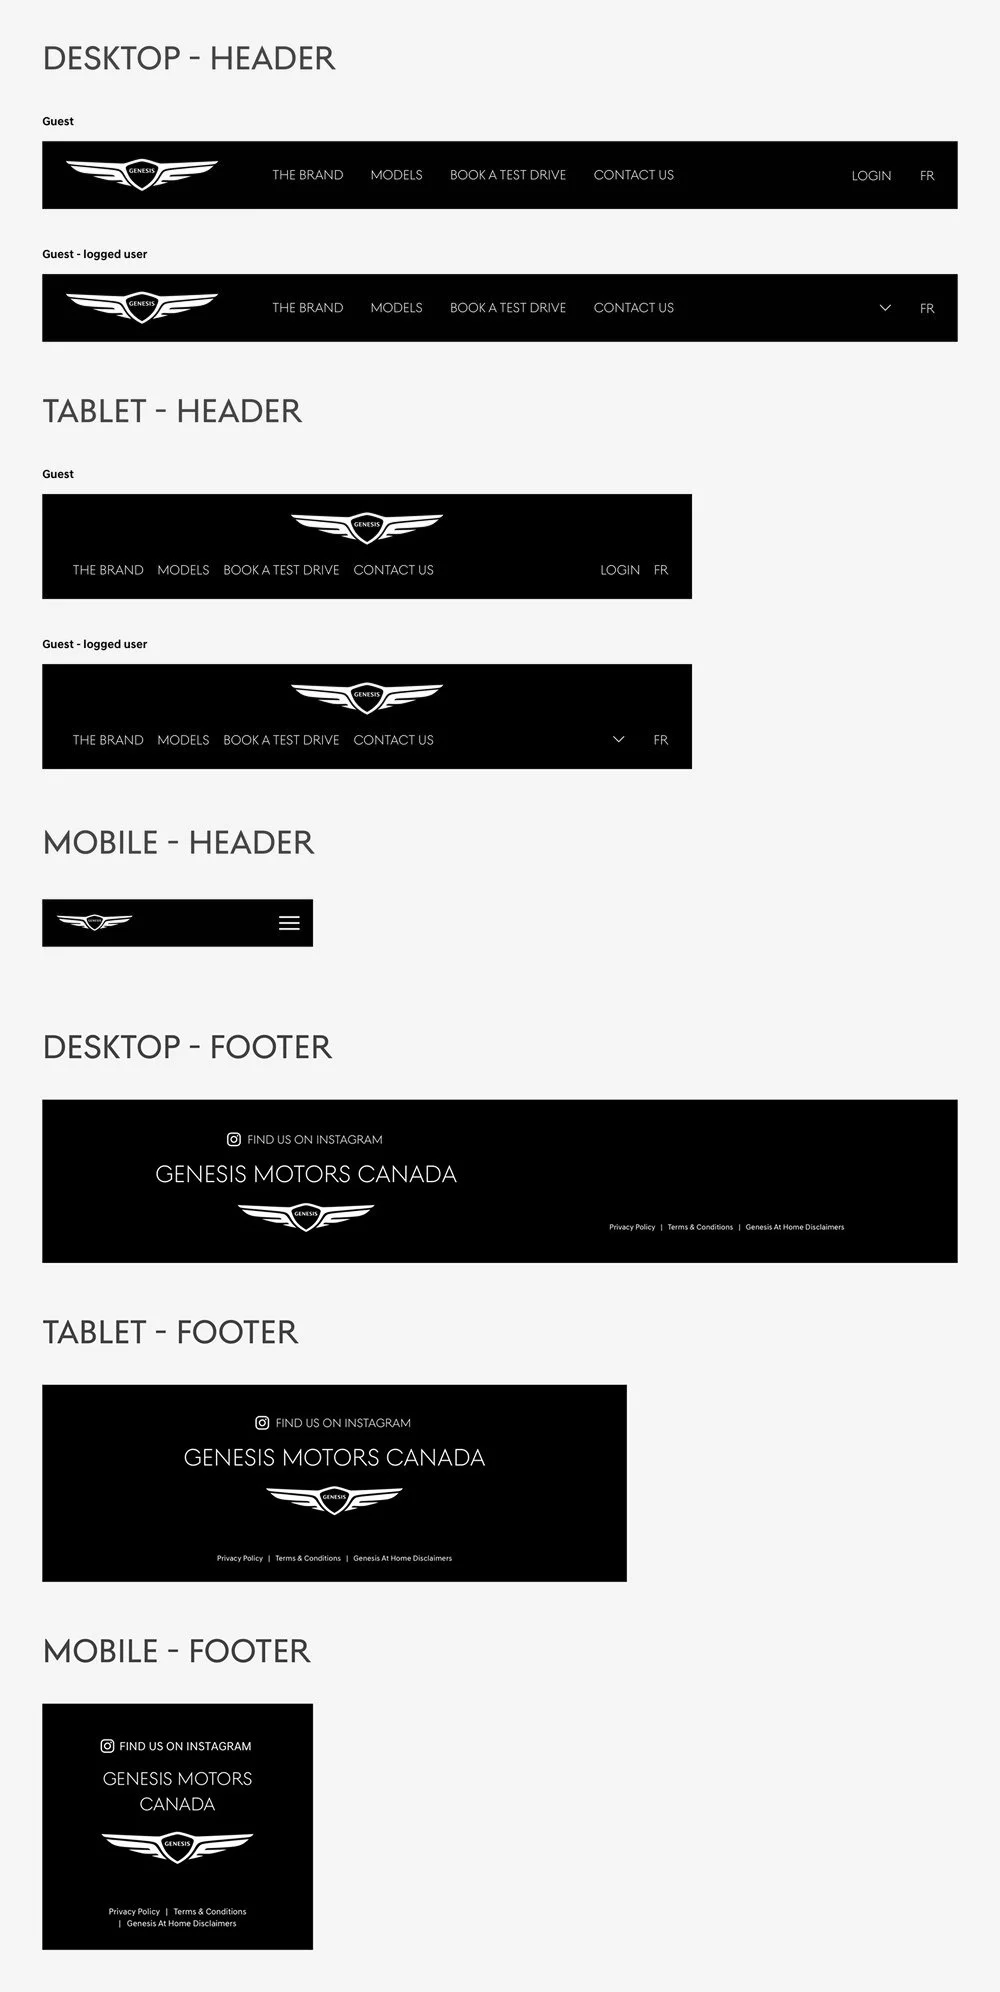 DESKTOP - HEADER
Guest
GENESIS THE BRAND MODELS BOOK A TEST DRIVE CONTACT US LOGIN FR
Guest - logged user
GENESIS THE BRAND MODELS BOOK A TEST DRIVE CONTACT US FR
TABLET - HEADER
Guest
GENESIS
THE BRAND MODELS BOOK A TEST DRIVE CONTACT US LOGIN FR
Guest - logged user
GENESIS
THE BRAND MODELS BOOK A TEST DRIVE CONTACT US FR
MOBILE - HEADER
GENESIS
DESKTOP - FOOTER
FIND US ON INSTAGRAM
GENESIS MOTORS CANADA
GENESIS
Privacy Policy | Terms & Conditions | Genesis At Home Disclaimers
TABLET - FOOTER
FIND US ON INSTAGRAM
GENESIS MOTORS CANADA
GENESIS
Privacy Policy | Terms & Conditions | Genesis At Home Disclaimers
MOBILE - FOOTER
FIND US ON INSTAGRAM
GENESIS MOTORS
CANADA
GENESIS
Privacy Policy | Terms & Conditions
| Genesis At Home Disclaimers